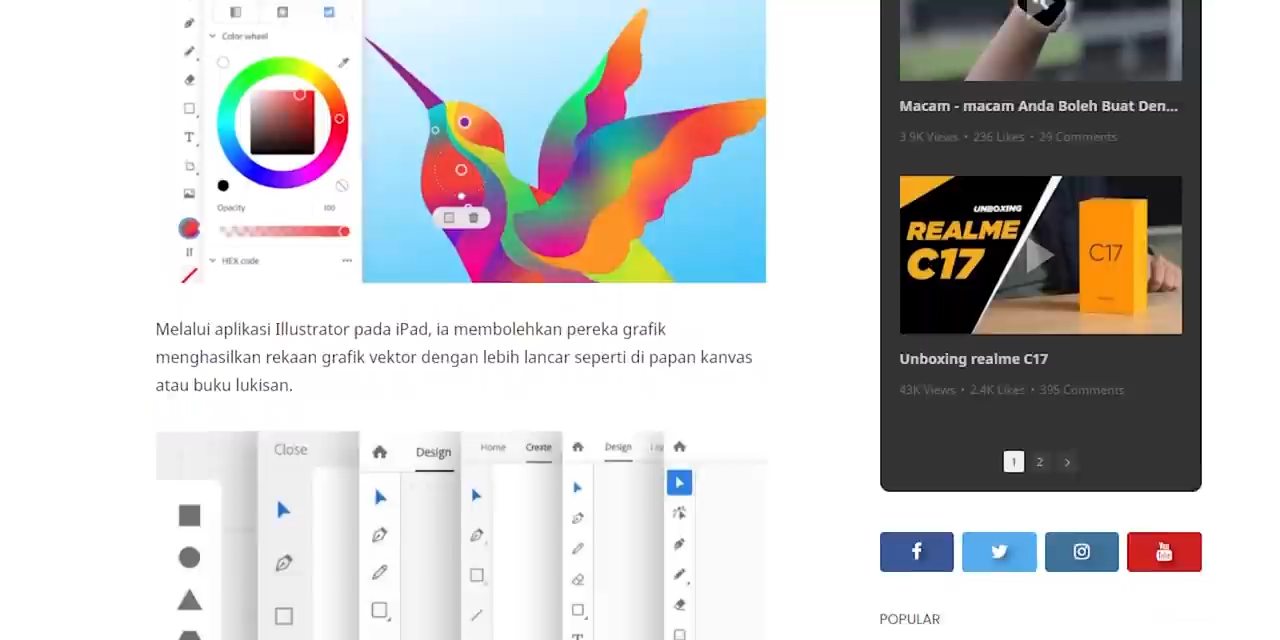 Color wheel
Opacity
100
HEX code
Melalui aplikasi Illustrator pada iPad, ia membolehkan pereka grafik
menghasilkan rekaan grafik vektor dengan lebih lancar seperti di papan kanvas
atau buku lukisan.
Close
Design
Home
Create
Design
Macam - macam Anda Boleh Buat Den...
3.9K Views • 236 Likes • 29 Comments
UNBOXING
REALME
C17
C17
Unboxing realme C17
43K Views • 2.4K Likes • 395 Comments
1 2 >
You Tube
POPULAR